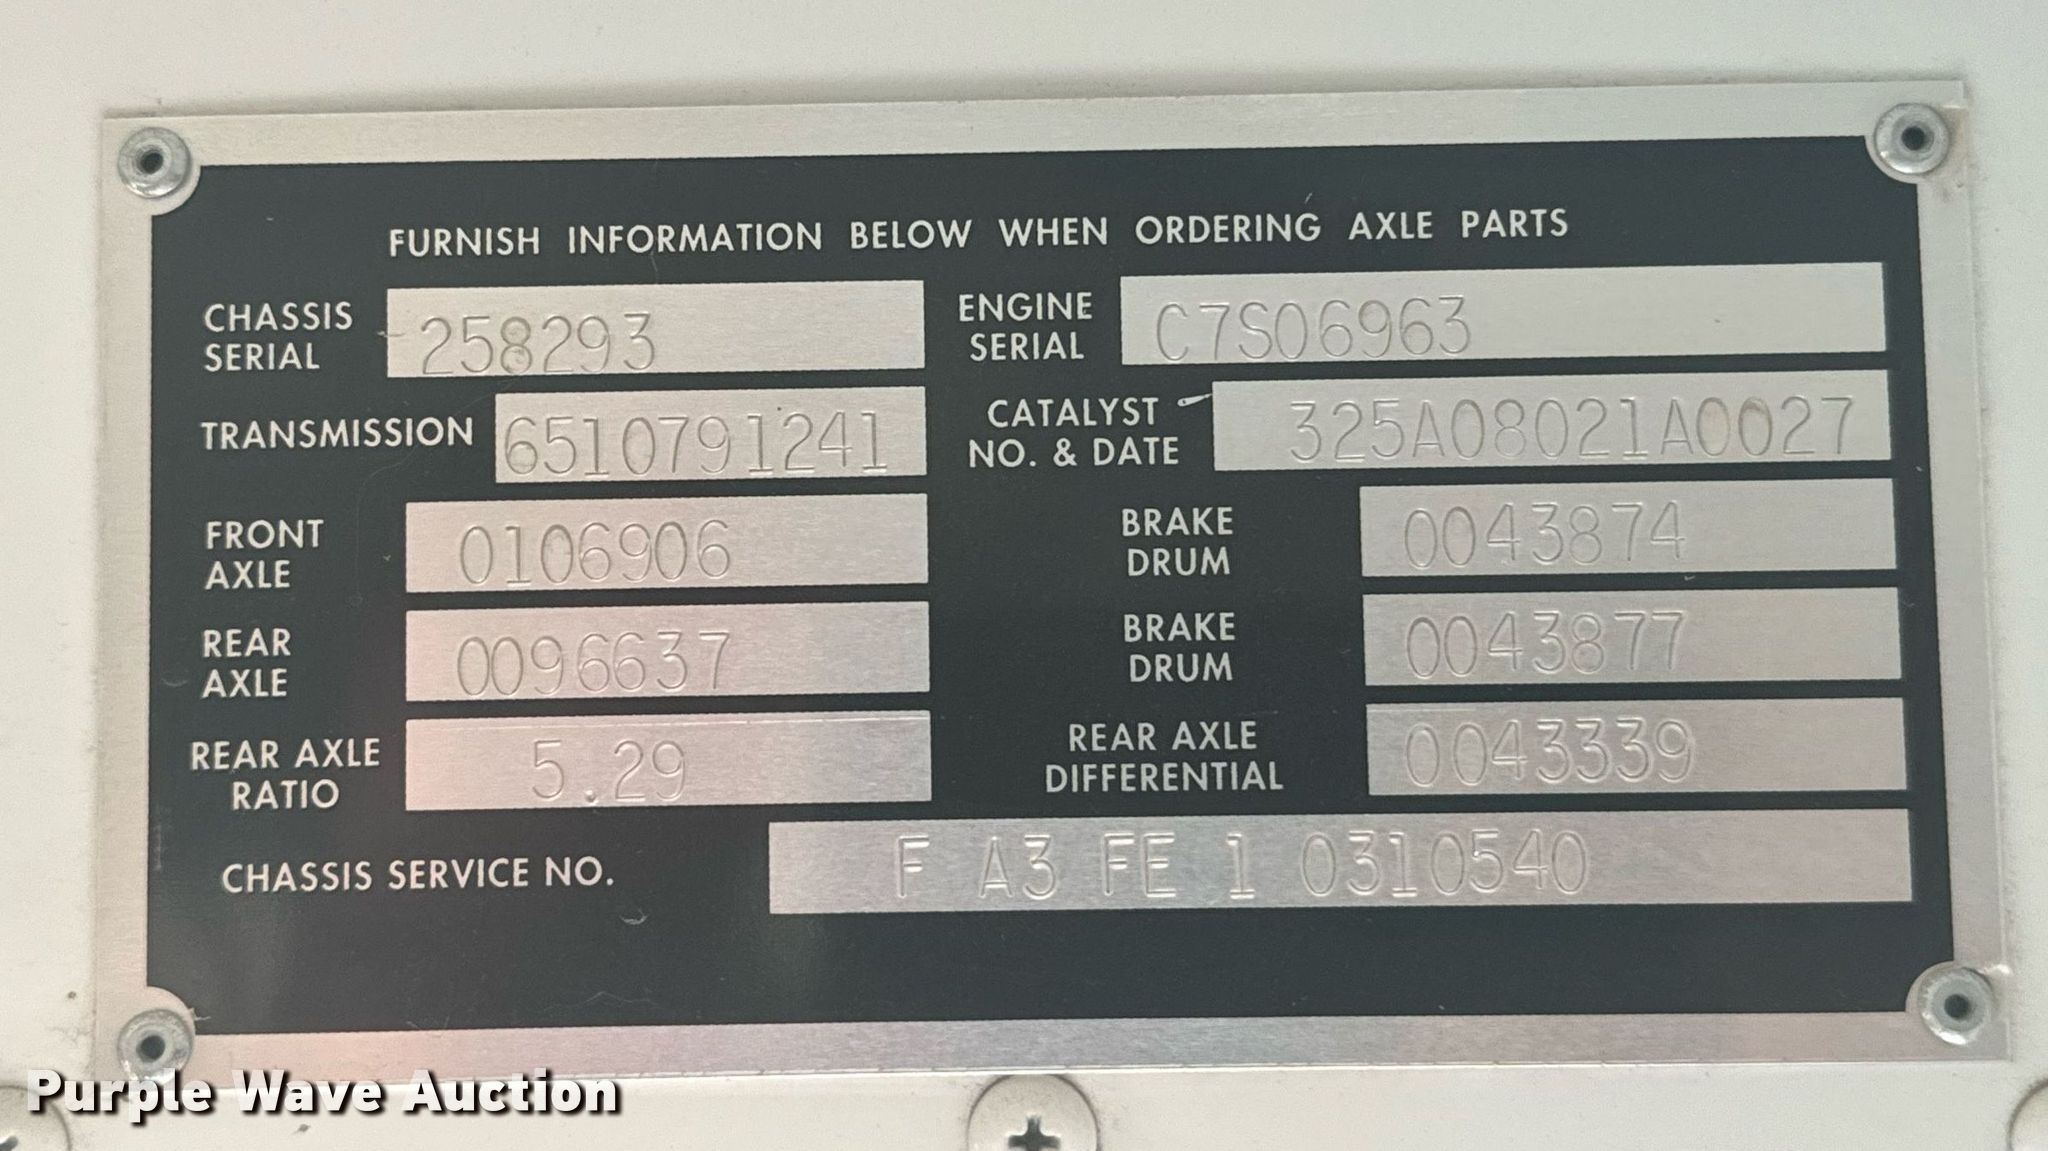 FURNISH INFORMATION BELOW WHEN ORDERING AXLE PARTS
CHASSIS SERIAL 258293
ENGINE SERIAL C7S06963
TRANSMISSION 6510791241
CATALYST NO. & DATE 325A08021A0027
FRONT AXLE 0106906
BRAKE DRUM 0043874
REAR AXLE 0096637
BRAKE DRUM 0043877
REAR AXLE RATIO 5.29
REAR AXLE DIFFERENTIAL 0043339
CHASSIS SERVICE NO. F A3 FE 1 0310540
Purple Wave Auction